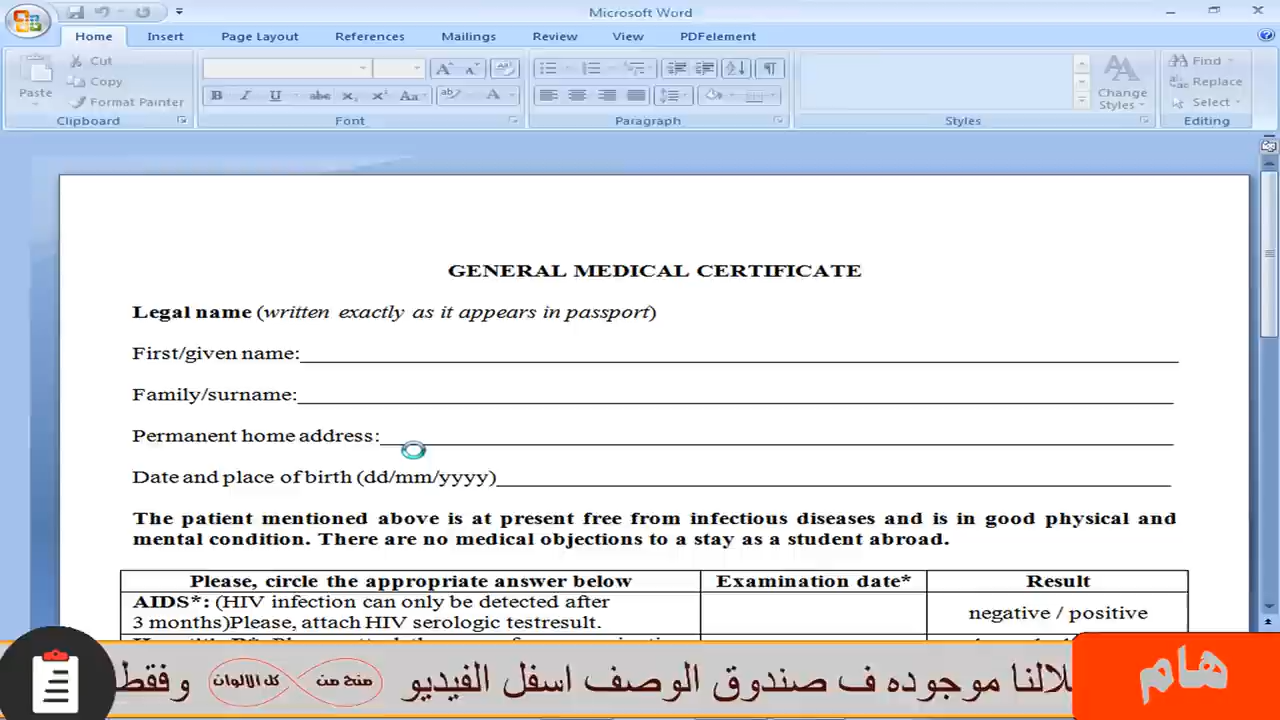 Microsoft Word
Home Insert Page Layout References Mailings Review View PDFelement
Cut
Copy
Format Painter
Paste
Clipboard
Font
Paragraph
Change Styles
Styles
Find
Replace
Select
Editing
GENERAL MEDICAL CERTIFICATE
Legal name (written exactly as it appears in passport)
First/given name:
Family/surname:
Permanent home address:
Date and place of birth (dd/mm/yyyy)
The patient mentioned above is at present free from infectious diseases and is in good physical and
mental condition. There are no medical objections to a stay as a student abroad.
Please, circle the appropriate answer below Examination date* Result
AIDS*: (HIV infection can only be detected after
3 months)Please, attach HIV serologic testresult.
negative / positive
هام
موجوده ف صندوق الوصف اسفل الفيديو منح من كل الالوان وفقط